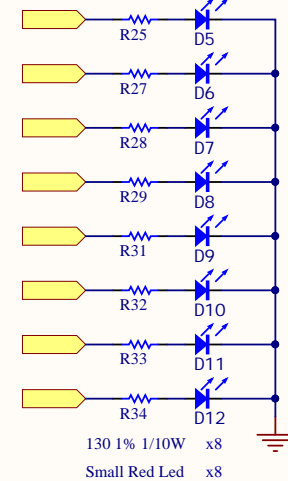 R25 D5
R27 D6
R28 D7
R29 D8
R31 D9
R32 D10
R33 D11
R34 D12
130 1% 1/10W x8
Small Red Led x8